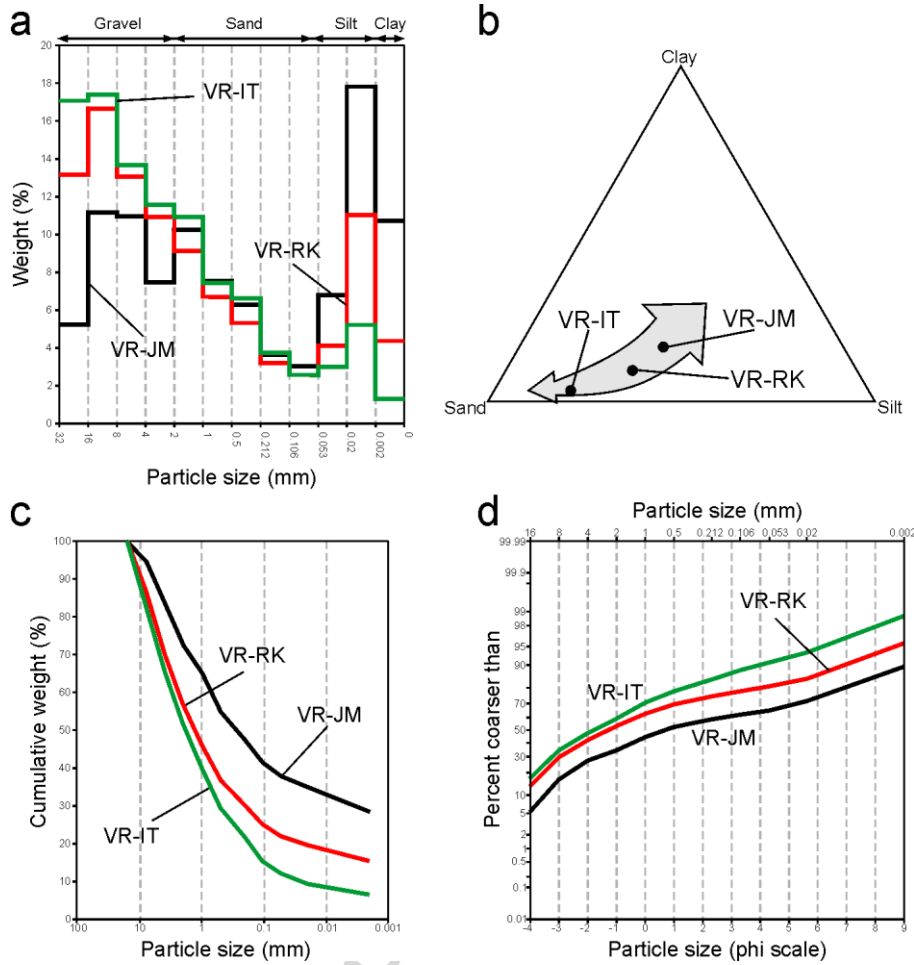 a
Gravel Sand Silt Clay
20
18
16
14
12
10
8
6
4
2
0
Weight (%)
VR-IT
VR-RK
VR-JM
32 16 8 4 2 1 0.5 0.212 0.106 0.053 0.02 0.002 0
Particle size (mm)
b
Clay
VR-IT
VR-JM
VR-RK
Sand
Silt
c
100
90
80
70
60
50
40
30
20
10
0
Cumulative weight (%)
VR-RK
VR-JM
VR-IT
100 10 1 0.1 0.01 0.001
Particle size (mm)
d
Particle size (mm)
16 8 4 2 1 0.5 0.212 0.106 0.053 0.02 0.002
99.99
99.9
99
98
95
90
70
50
30
10
5
2
1
0.5
0.1
0.01
Percent coarser than
VR-RK
VR-IT
VR-JM
-4 -3 -2 -1 0 1 2 3 4 5 6 7 8 9
Particle size (phi scale)